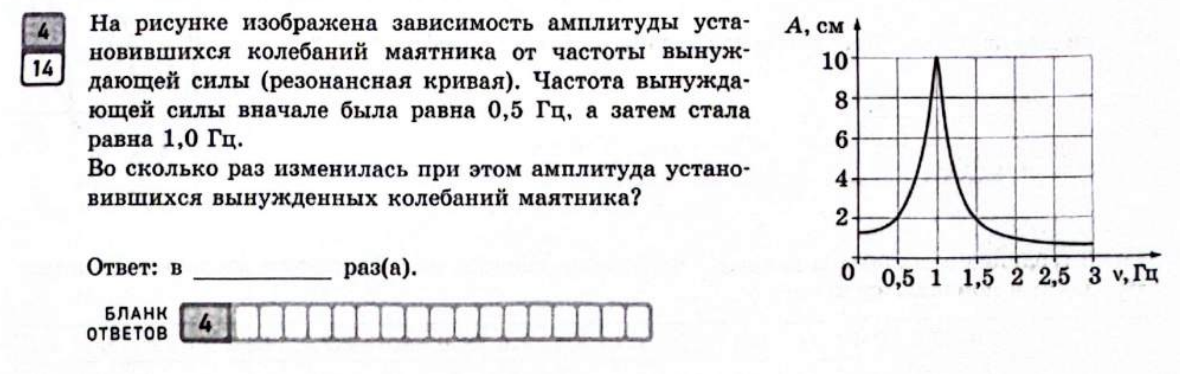 4
14
На рисунке изображена зависимость амплитуды уста-
новившихся колебаний маятника от частоты вынуж-
дающей силы (резонансная кривая). Частота вынужда-
ющей силы вначале была равна 0,5 Гц, а затем стала
равна 1,0 Гц.
Во сколько раз изменилась при этом амплитуда устано-
вившихся вынужденных колебаний маятника?
Ответ: в ____________ раз(а).
БЛАНК
ОТВЕТОВ
4
A, см
10
8
6
4
2
0 0,5 1 1,5 2 2,5 3 ν, Гц